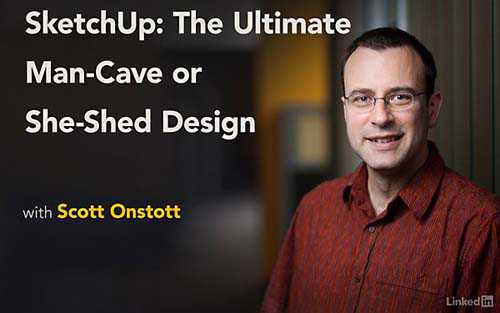 SketchUp: The Ultimate
Man-Cave or
She-Shed Design
with Scott Onstott
Linked in